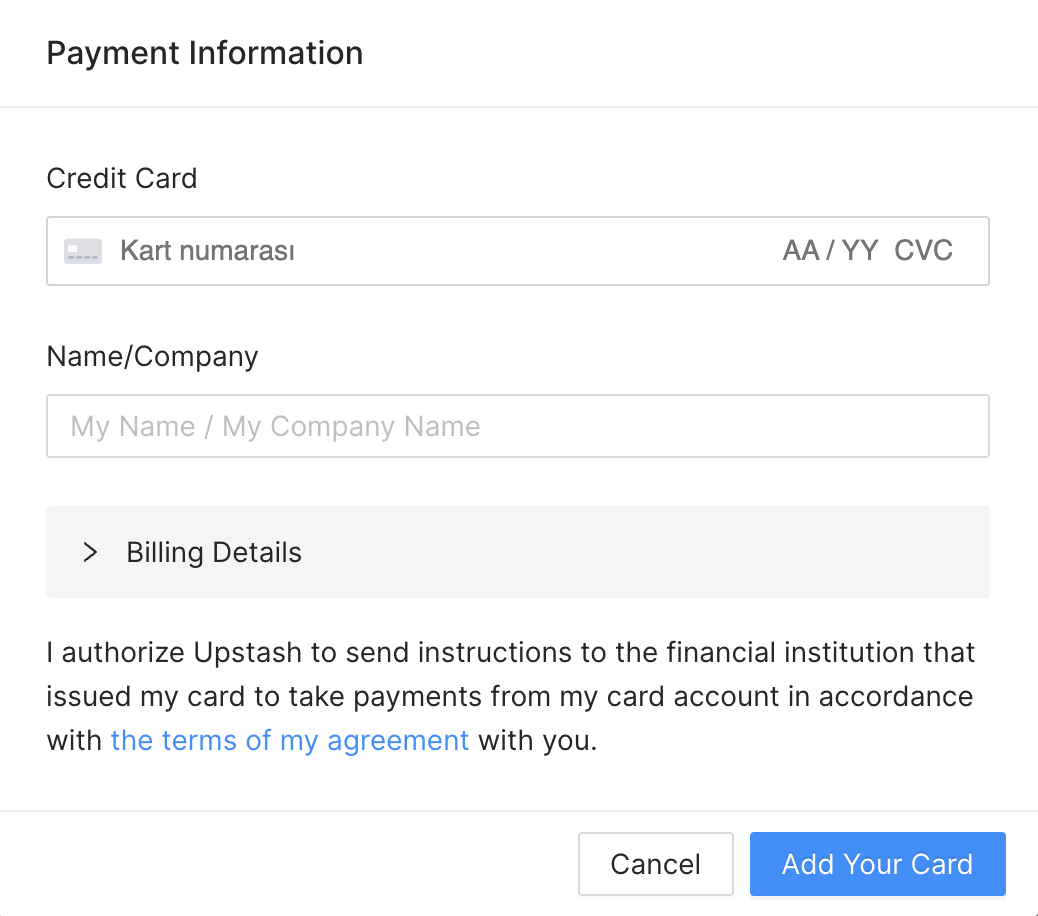 Payment Information
Credit Card
Kart numarası AA / YY CVC
Name/Company
My Name / My Company Name
Billing Details
I authorize Upstash to send instructions to the financial institution that
issued my card to take payments from my card account in accordance
with the terms of my agreement with you.
Cancel Add Your Card